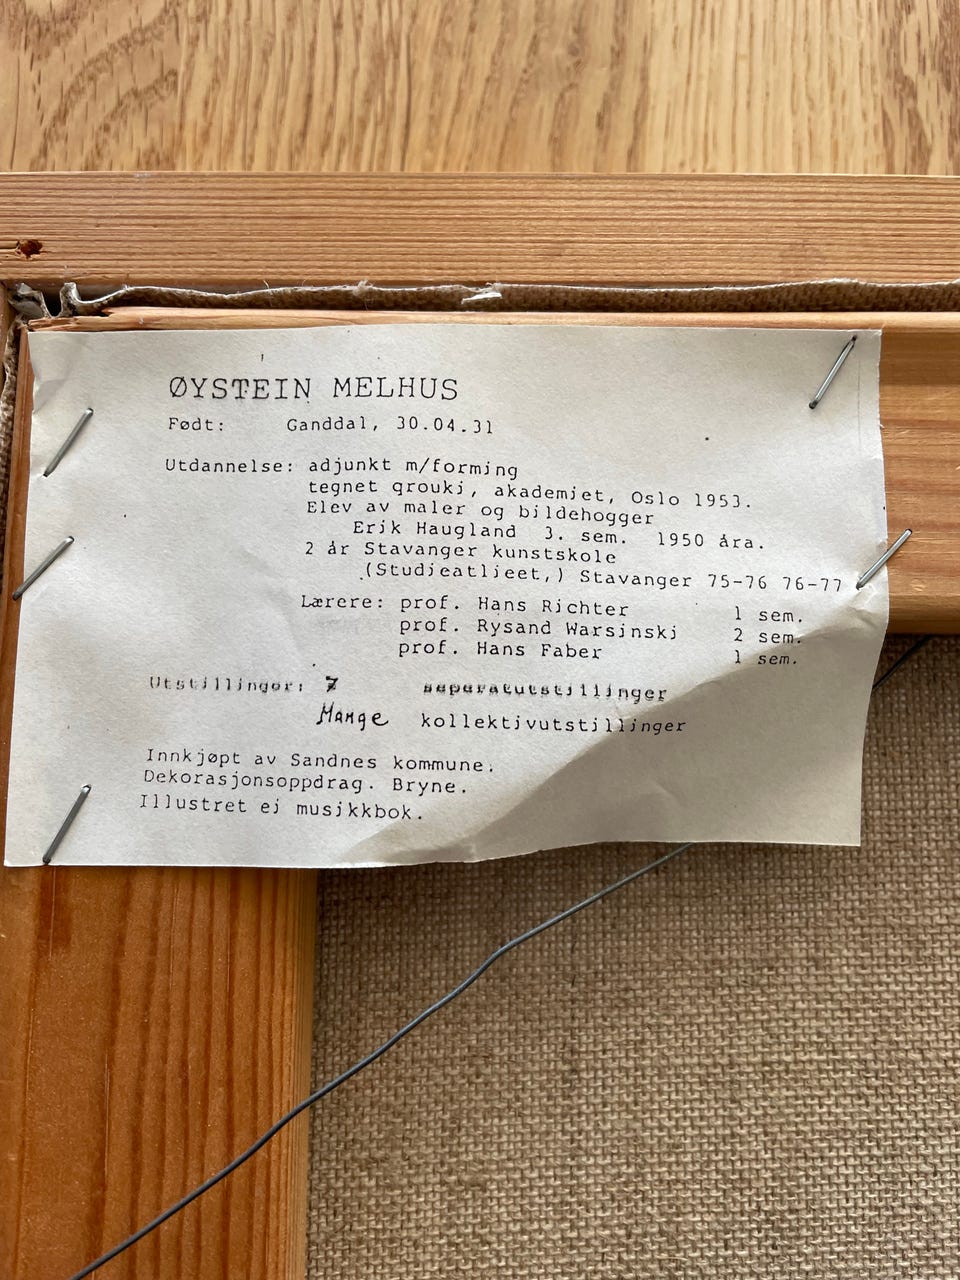 ØYSTEIN MELHUS
Født: Ganddal, 30.04.31
Utdannelse: adjunkt m/forming
tegnet qrouki, akademiet, Oslo 1953.
Elev av maler og bildehogger
Erik Haugland 3. sem. 1950 åra.
2 år Stavanger kunstskole
(Studieatlieet,) Stavanger 75-76 76-77
Lærere: prof. Hans Richter 1 sem.
prof. Rysand Warsinski 2 sem.
prof. Hans Faber 1 sem.
Utstillinger: 7 separatutstillinger
Mange kollektivutstillinger
Innkjøpt av Sandnes kommune.
Dekorasjonsoppdrag. Bryne.
Illustret ei musikkbok.